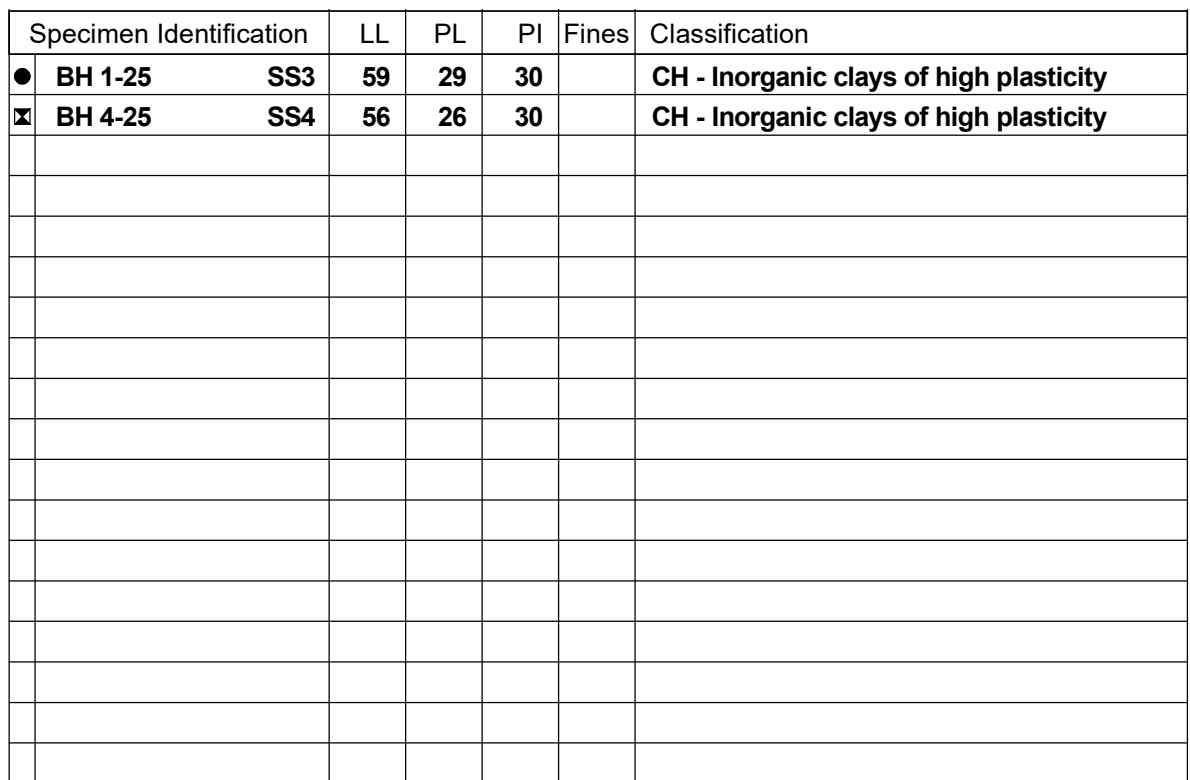 Specimen Identification LL PL PI Fines Classification
BH 1-25 SS3 59 29 30 CH - Inorganic clays of high plasticity
BH 4-25 SS4 56 26 30 CH - Inorganic clays of high plasticity